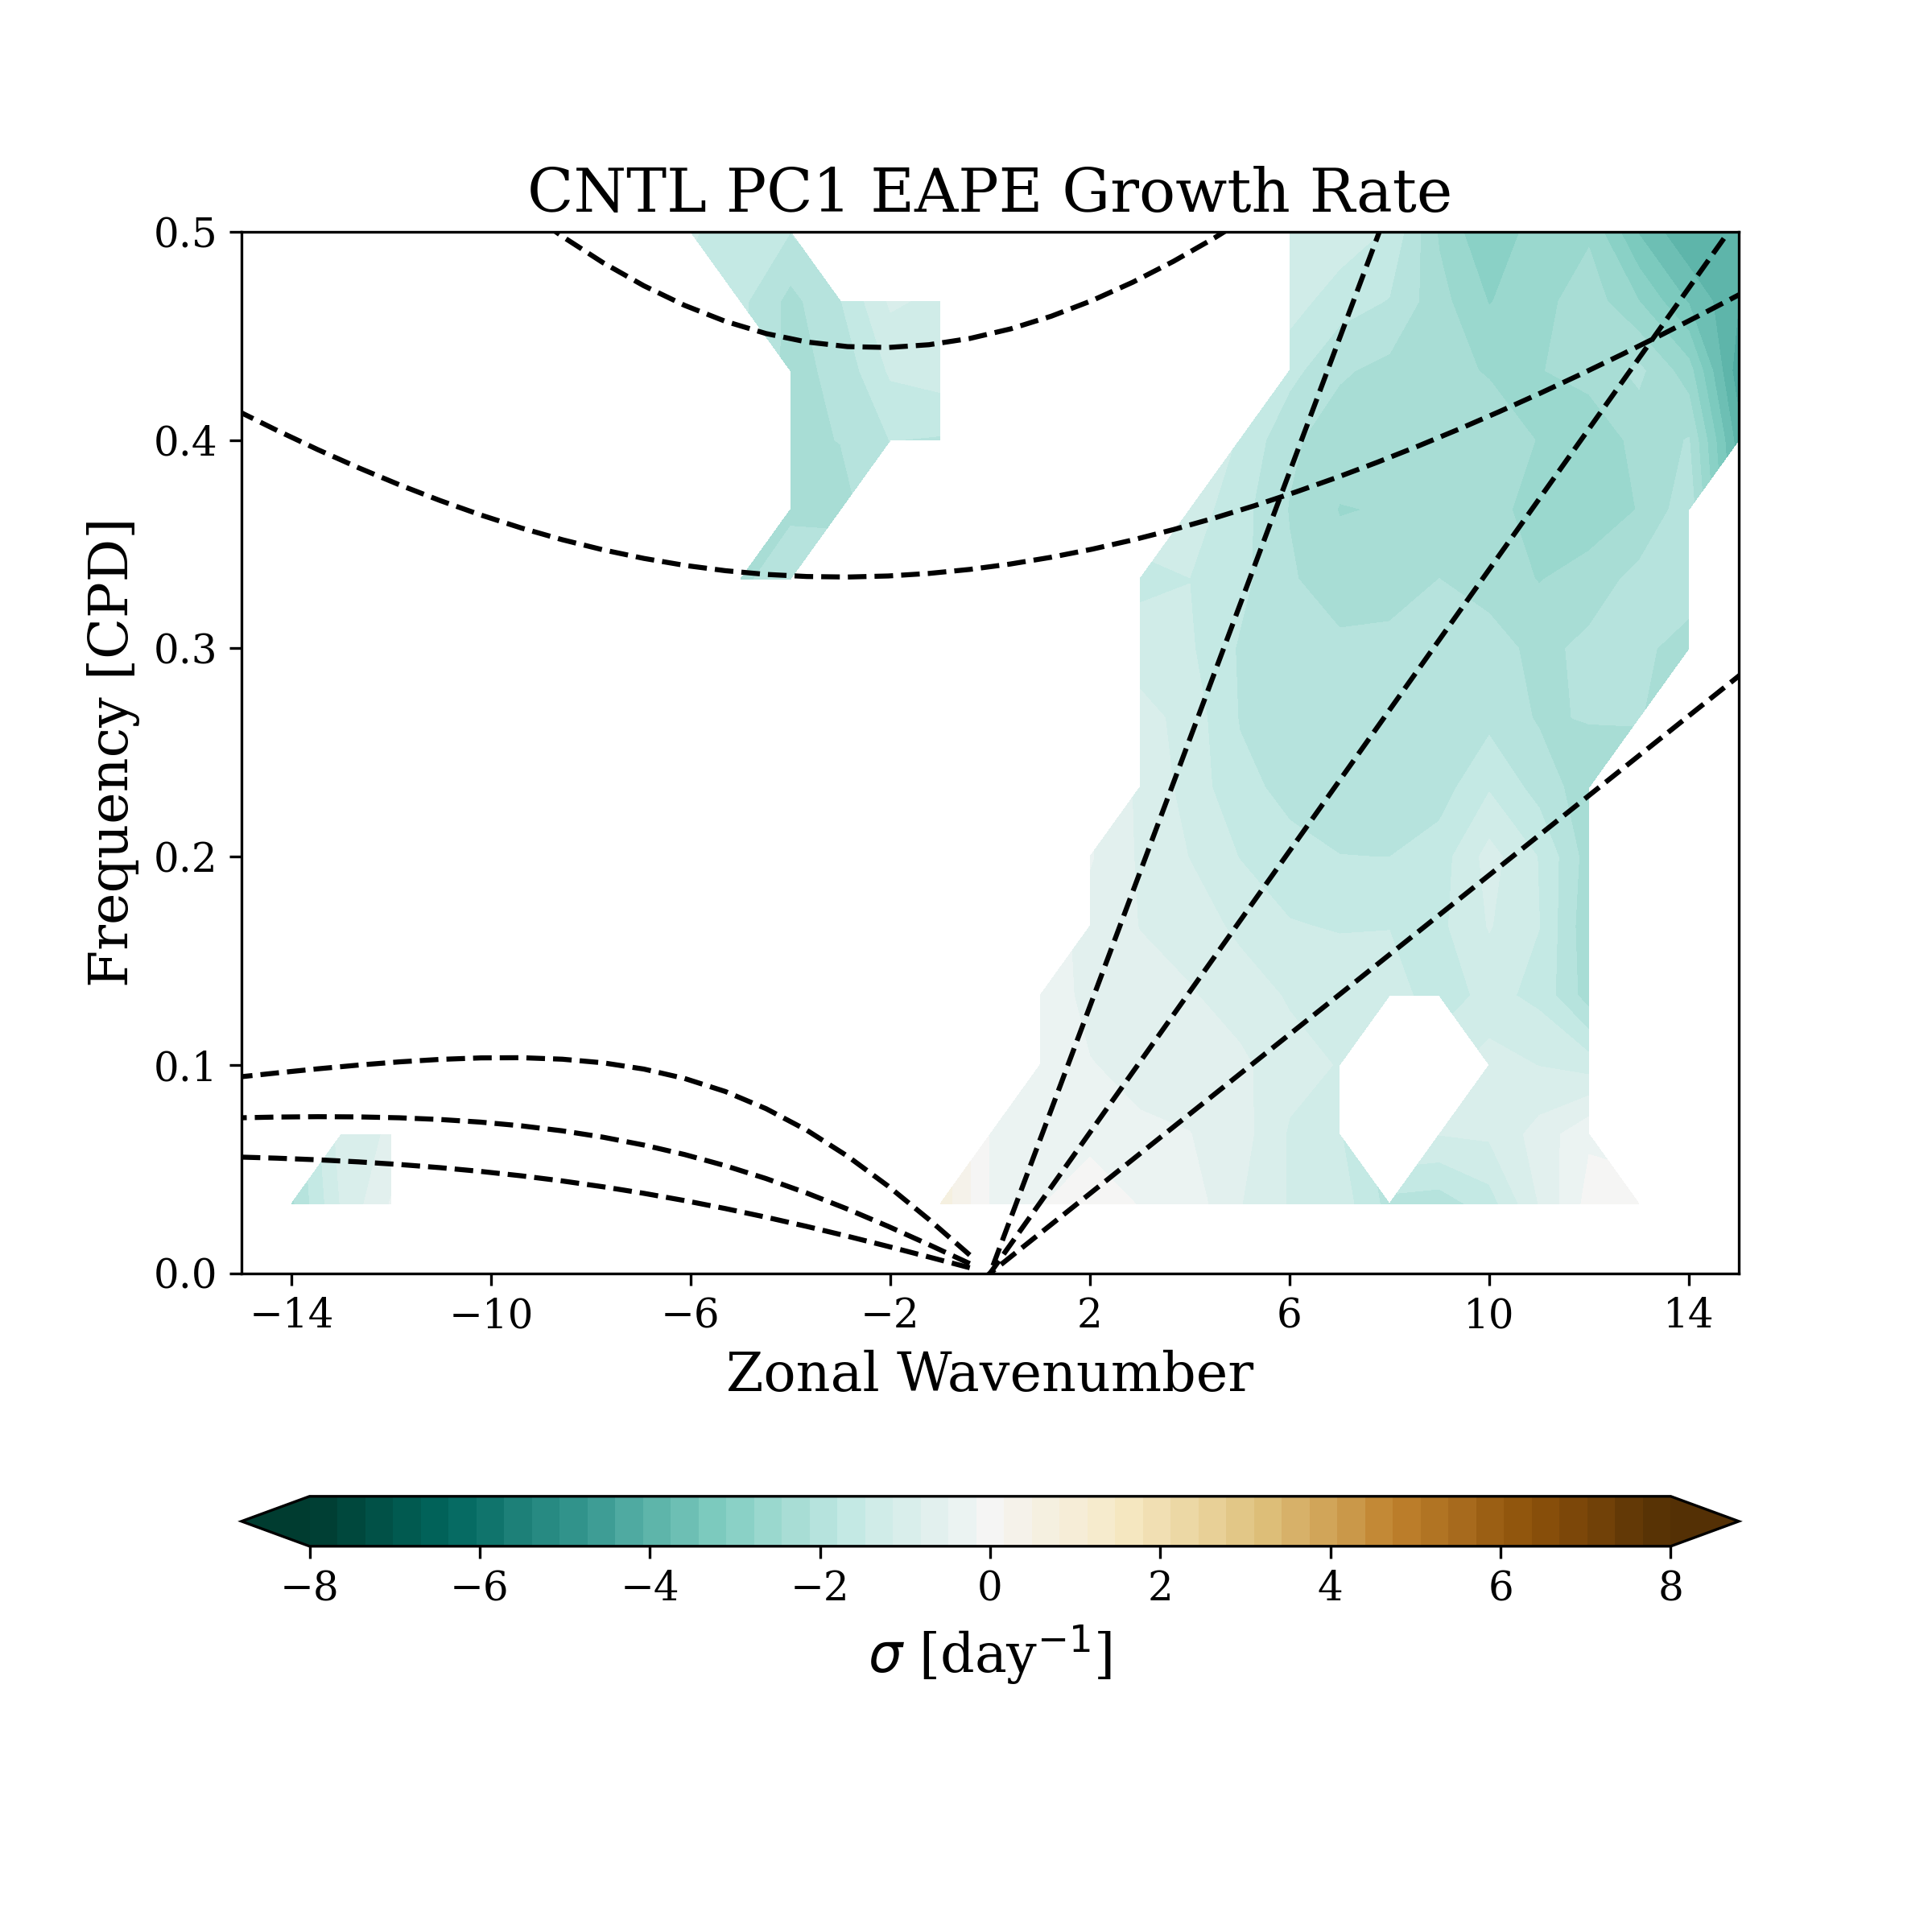 CNTL PC1 EAPE Growth Rate
0.5
0.4
0.3
0.2
0.1
0.0
Frequency [CPD]
−14 −10 −6 −2 2 6 10 14
Zonal Wavenumber
−8 −6 −4 −2 0 2 4 6 8
σ [day⁻¹]